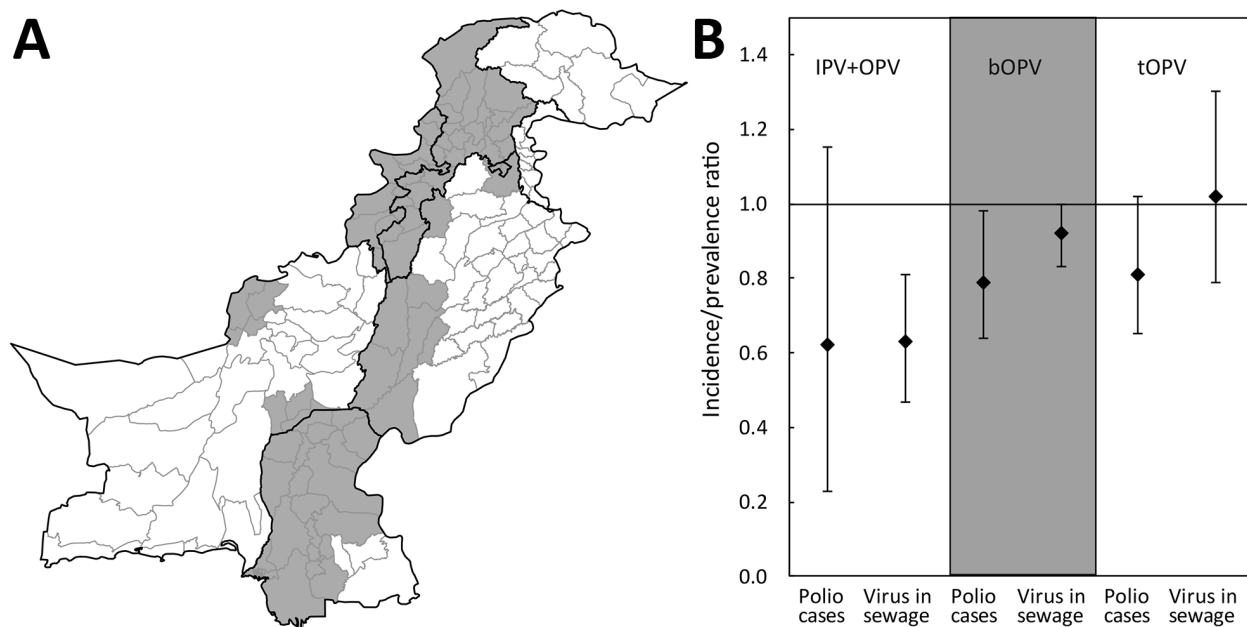 A
B
IPV+OPV
bOPV
tOPV
Incidence/prevalence ratio
1.4
1.2
1.0
0.8
0.6
0.4
0.2
0.0
Polio cases
Virus in sewage
Polio cases
Virus in sewage
Polio cases
Virus in sewage